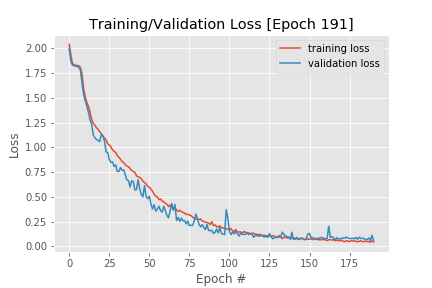 Training/Validation Loss [Epoch 191]
training loss
validation loss
Loss
2.00
1.75
1.50
1.25
1.00
0.75
0.50
0.25
0.00
0 25 50 75 100 125 150 175
Epoch #